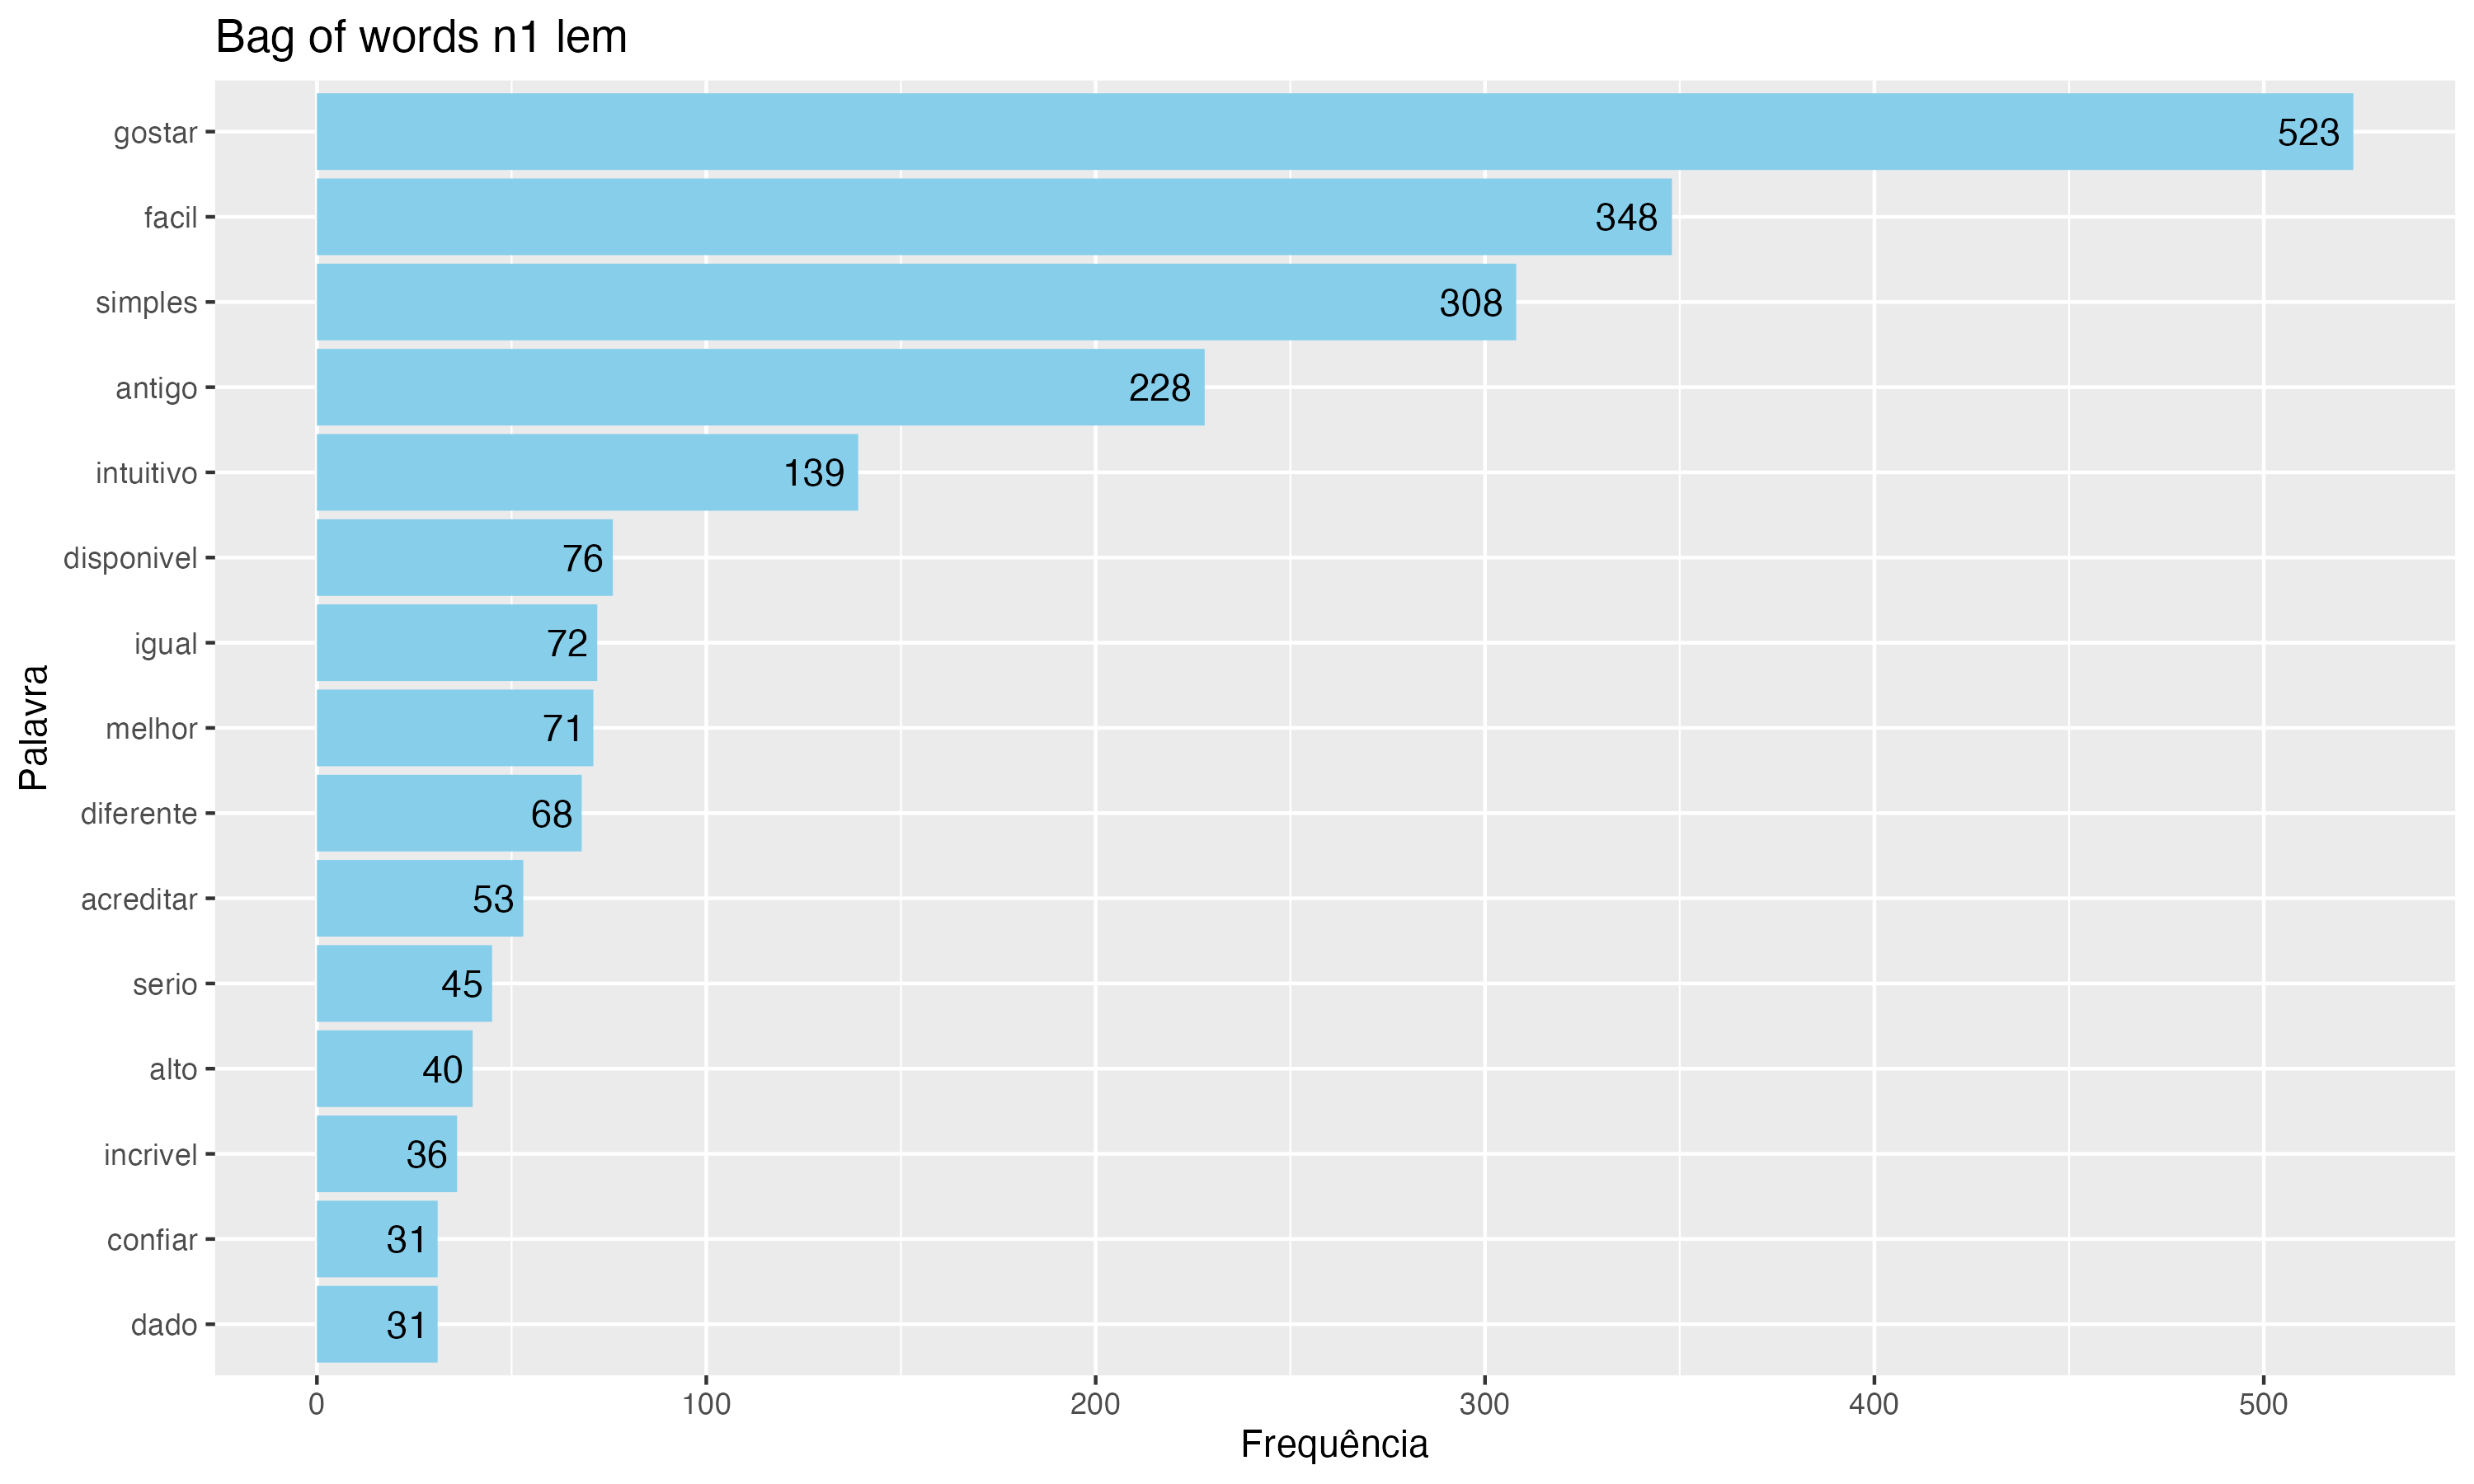 Bag of words n1 lem
gostar 523
facil 348
simples 308
antigo 228
intuitivo 139
disponivel 76
igual 72
melhor 71
diferente 68
acreditar 53
serio 45
alto 40
incrivel 36
confiar 31
dado 31
Palavra
0 100 200 300 400 500
Frequência